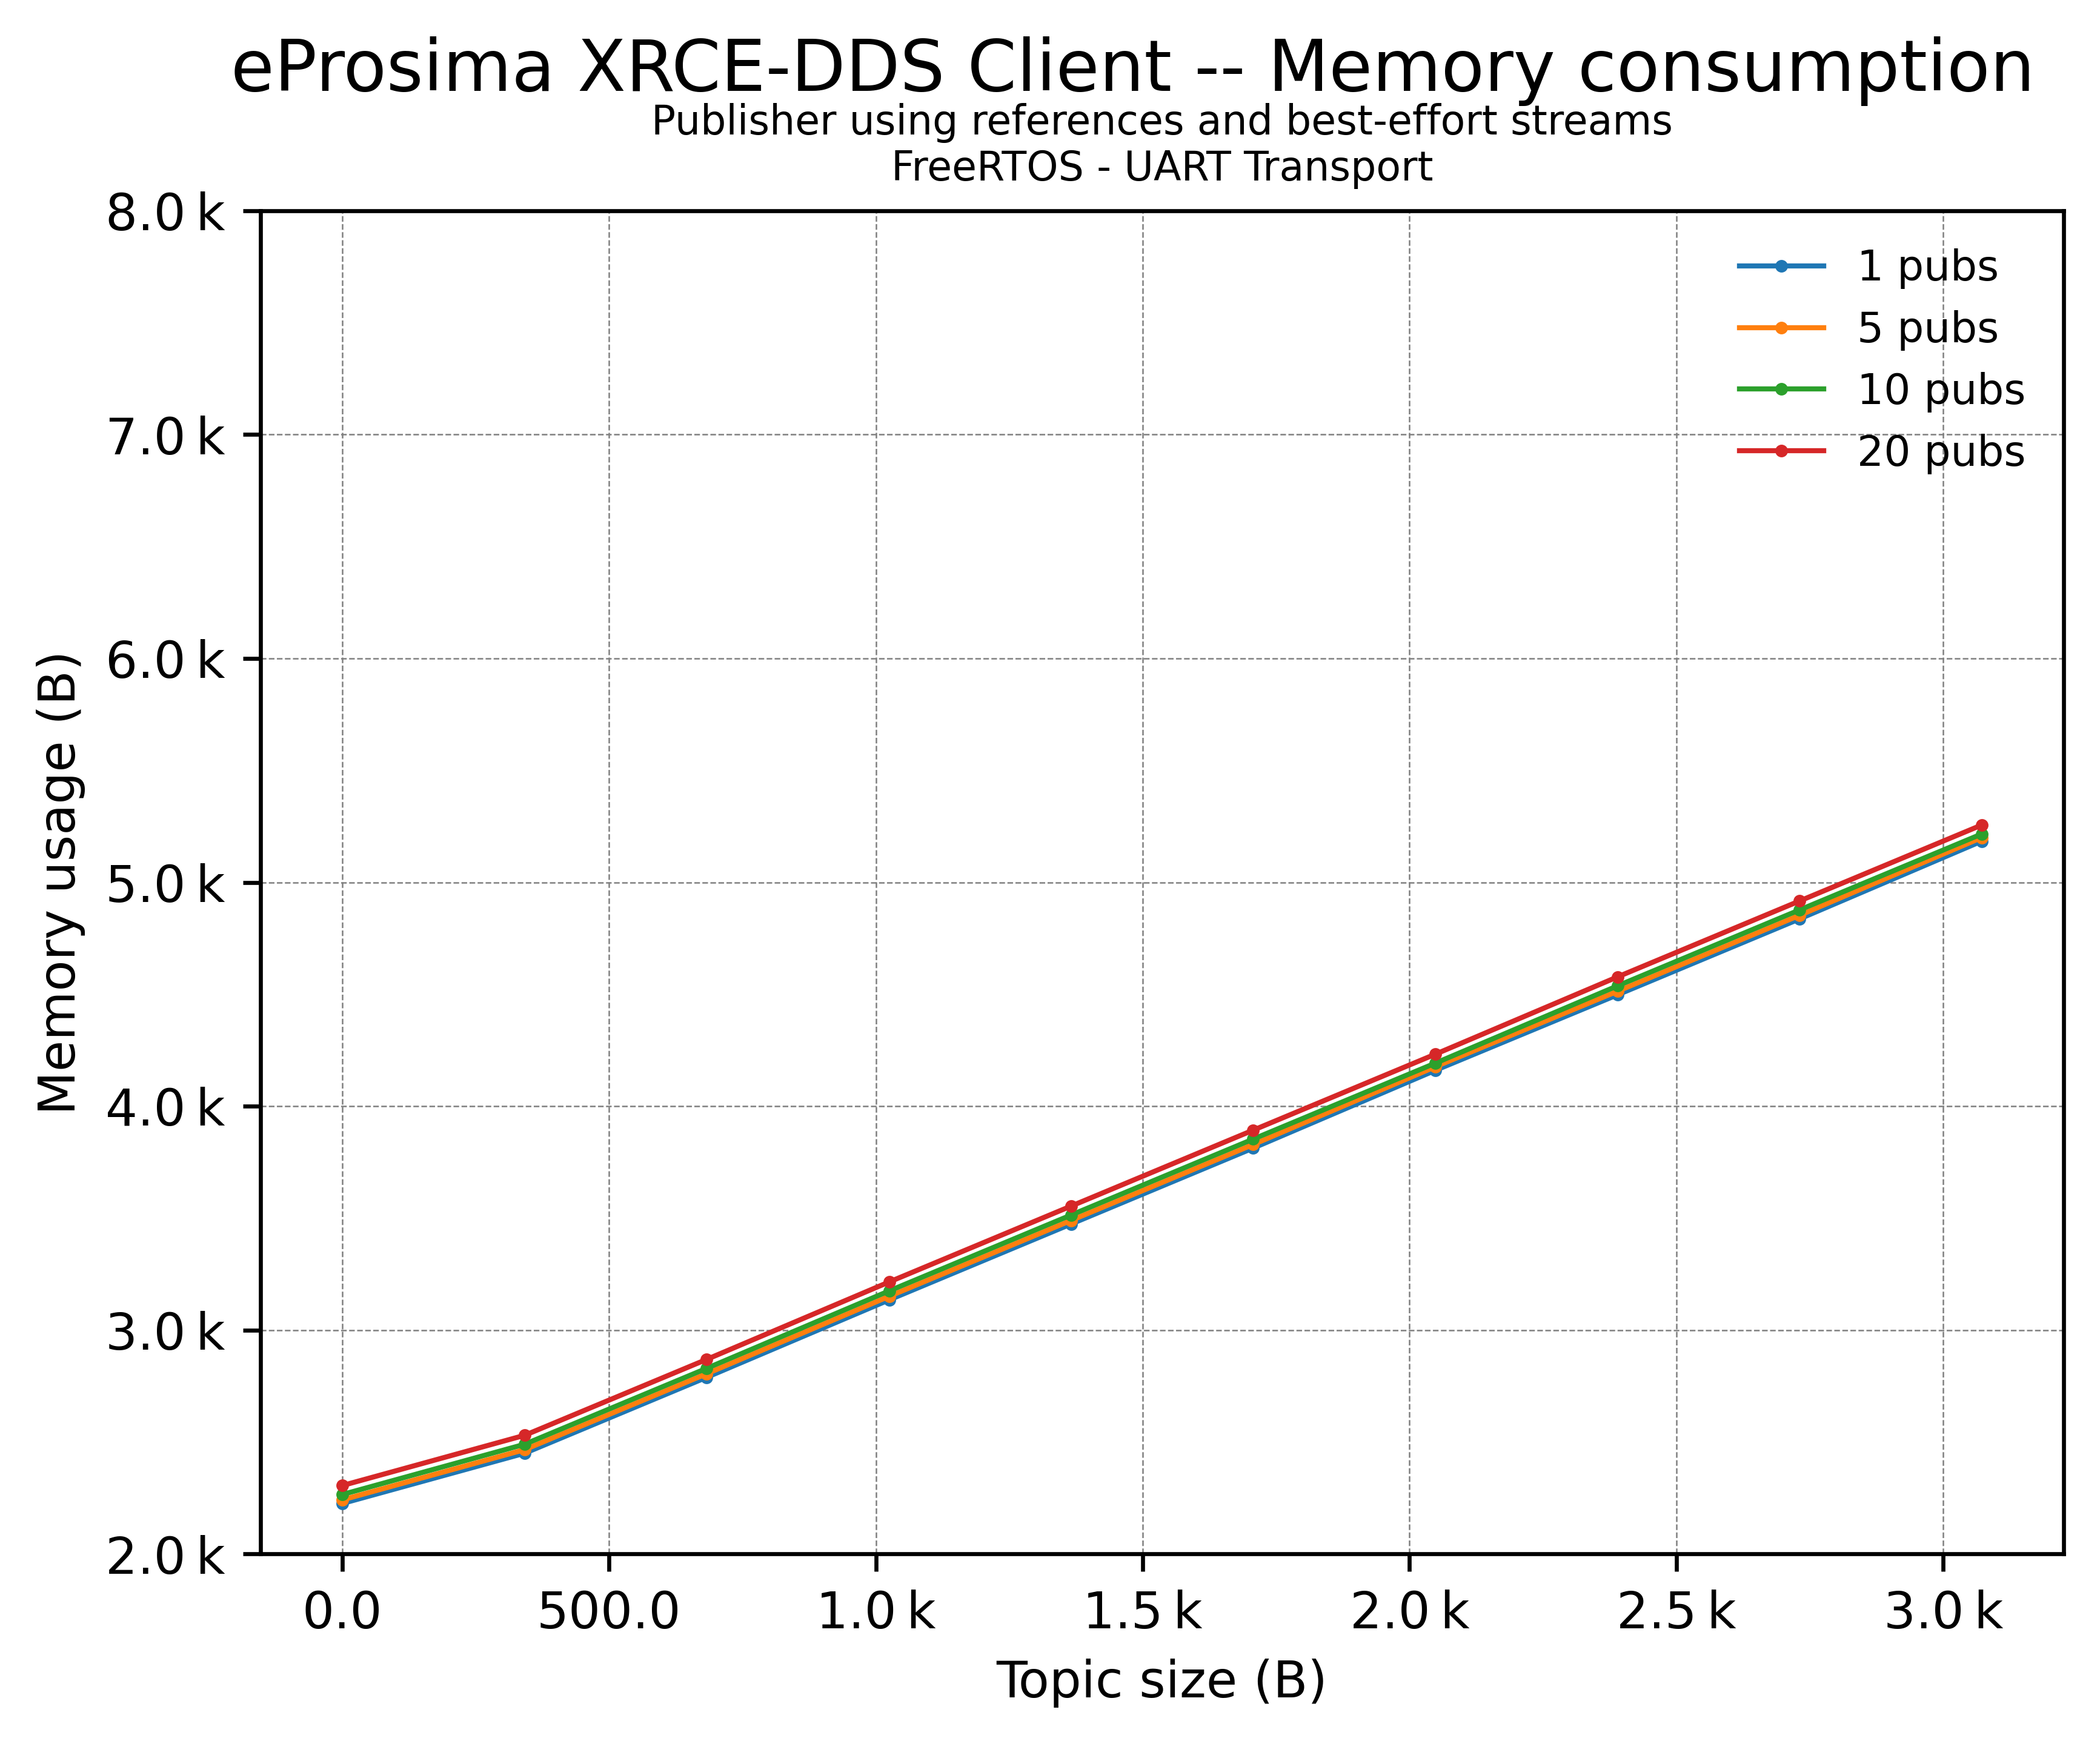 eProsima XRCE-DDS Client -- Memory consumption
Publisher using references and best-effort streams
FreeRTOS - UART Transport
8.0 k
7.0 k
6.0 k
5.0 k
4.0 k
3.0 k
2.0 k
Memory usage (B)
1 pubs
5 pubs
10 pubs
20 pubs
0.0 500.0 1.0 k 1.5 k 2.0 k 2.5 k 3.0 k
Topic size (B)